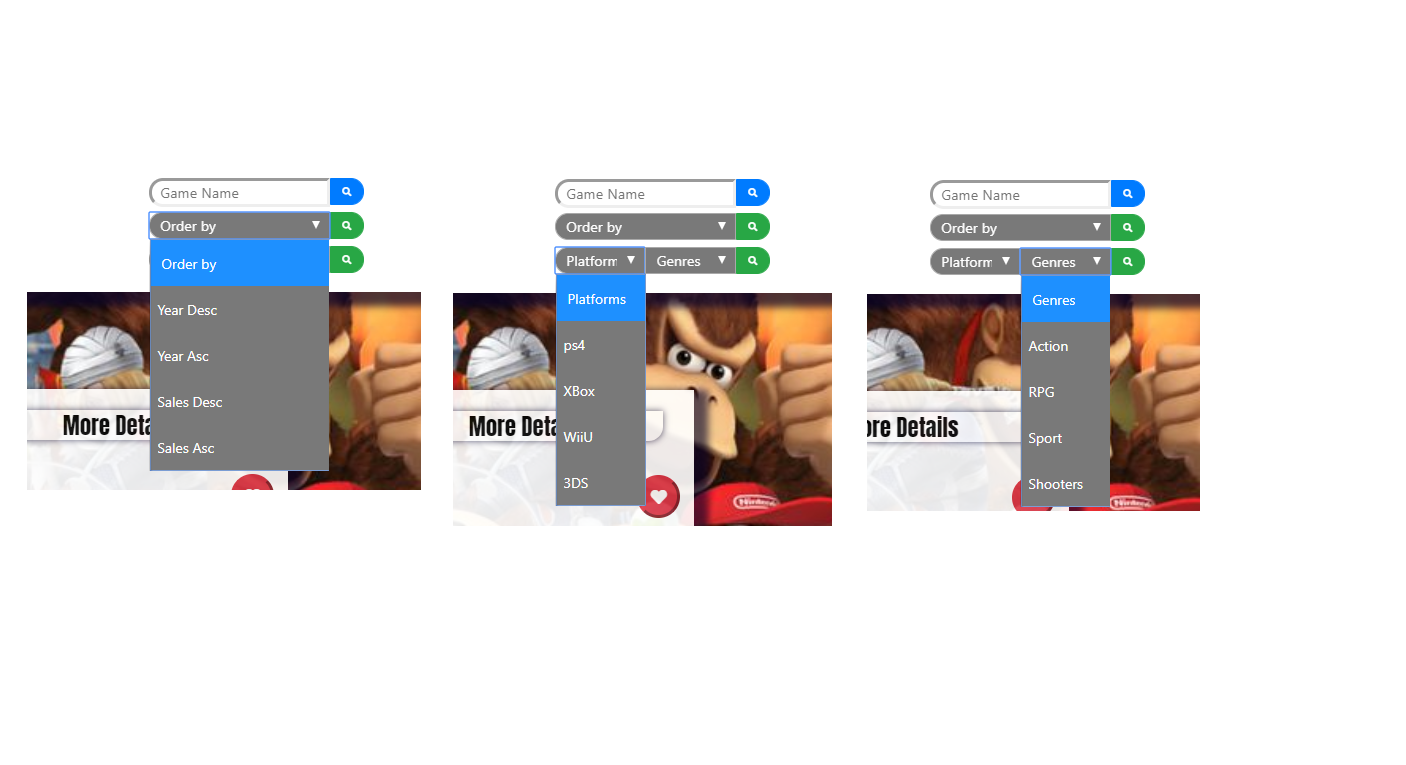 Game Name
Order by
Order by
Year Desc
Year Asc
Sales Desc
Sales Asc
More Deta
Game Name
Order by
Platform Genres
Platforms
ps4
XBox
WiiU
3DS
More Deta
Nintendo
Game Name
Order by
Platform Genres
Genres
Action
RPG
Sport
Shooters
ore Details
Nintendo